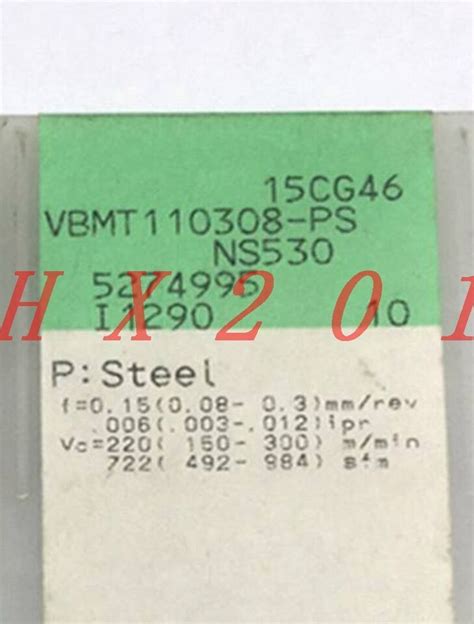 15CG46
VBMT110308-PS
NS530
5274995
I1290 10
HX201
P:Steel
f=0.15(0.08- 0.3)mm/rev
.006(.003-.012)ipr
Vc=220( 150- 300) m/min
722( 492- 984) sfm